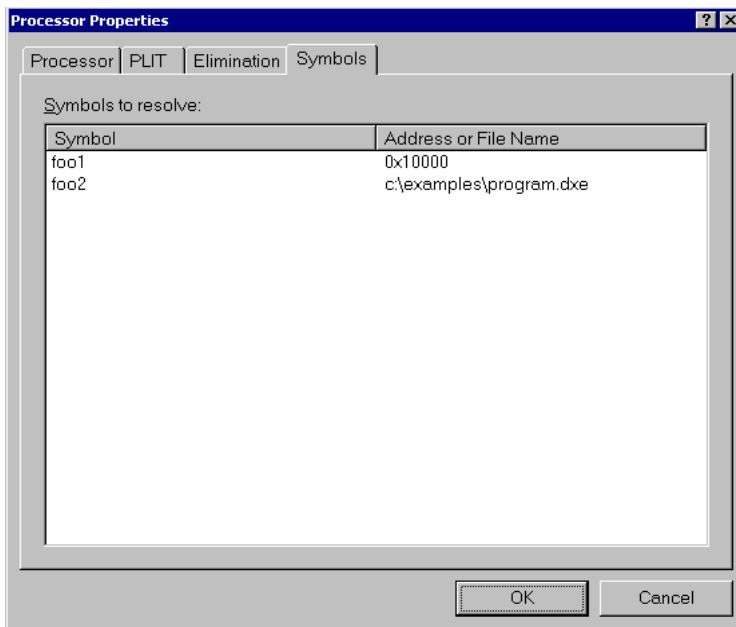 Processor Properties
Processor PLIT Elimination Symbols
Symbols to resolve:
Symbol Address or File Name
foo1 0x10000
foo2 c:\examples\program.dxe
OK Cancel